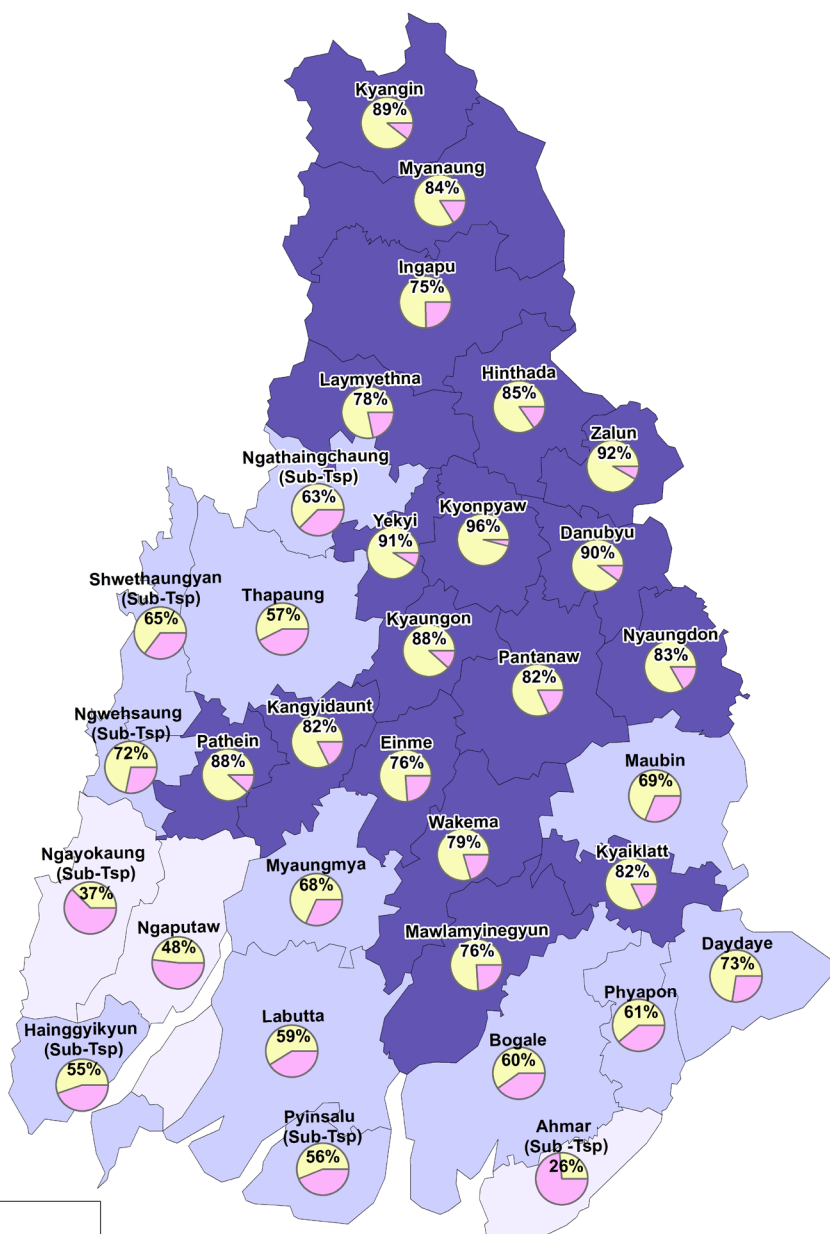 Kyangin
89%
Myanaung
84%
Ingapu
75%
Laymyethna
78%
Hinthada
85%
Zalun
92%
Ngathaingchaung
(Sub-Tsp)
63%
Yekyi
91%
Kyonpyaw
96%
Danubyu
90%
Shwethaungyan
(Sub-Tsp)
65%
Thapaung
57%
Kyaungon
88%
Pantanaw
82%
Nyaungdon
83%
Ngwehsaung
(Sub-Tsp)
72%
Pathein
88%
Kangyidaunt
82%
Einme
76%
Maubin
69%
Ngayokaung
(Sub-Tsp)
37%
Myaungmya
68%
Wakema
79%
Kyaiklatt
82%
Ngaputaw
48%
Mawlamyinegyun
76%
Daydaye
73%
Hainggyikyun
(Sub-Tsp)
55%
Labutta
59%
Bogale
60%
Phyapon
61%
Pyinsalu
(Sub-Tsp)
56%
Ahmar
(Sub -Tsp)
26%